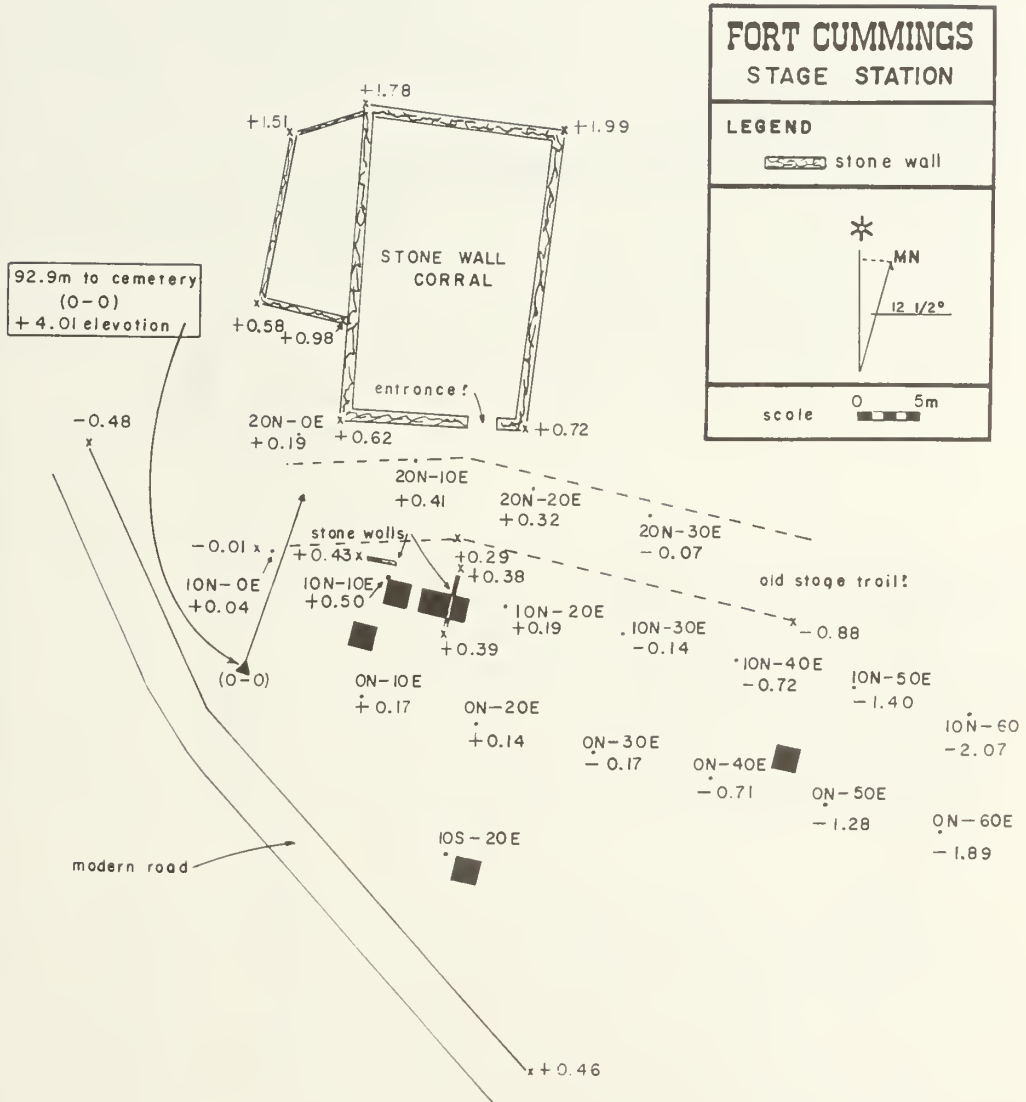 FORT CUMMINGS
STAGE STATION
LEGEND
stone wall
MN
12 1/2°
scale
0 5m
+1.78
+1.51
+1.99
STONE WALL
CORRAL
92.9m to cemetery
(0-0)
+4.01 elevation
+0.58
+0.98
entrance?
-0.48
20N-0E
+0.19
+0.62
+0.72
20N-10E
+0.41
20N-20E
+0.32
20N-30E
-0.07
stone walls
-0.01
+0.43
+0.29
+0.38
old stage trail?
10N-0E
+0.04
10N-10E
+0.50
10N-20E
+0.19
+0.39
10N-30E
-0.14
-0.88
10N-40E
-0.72
10N-50E
-1.40
10N-60
-2.07
(0-0)
0N-10E
+0.17
0N-20E
+0.14
0N-30E
-0.17
0N-40E
-0.71
0N-50E
-1.28
0N-60E
-1.89
10S-20E
modern road
+0.46